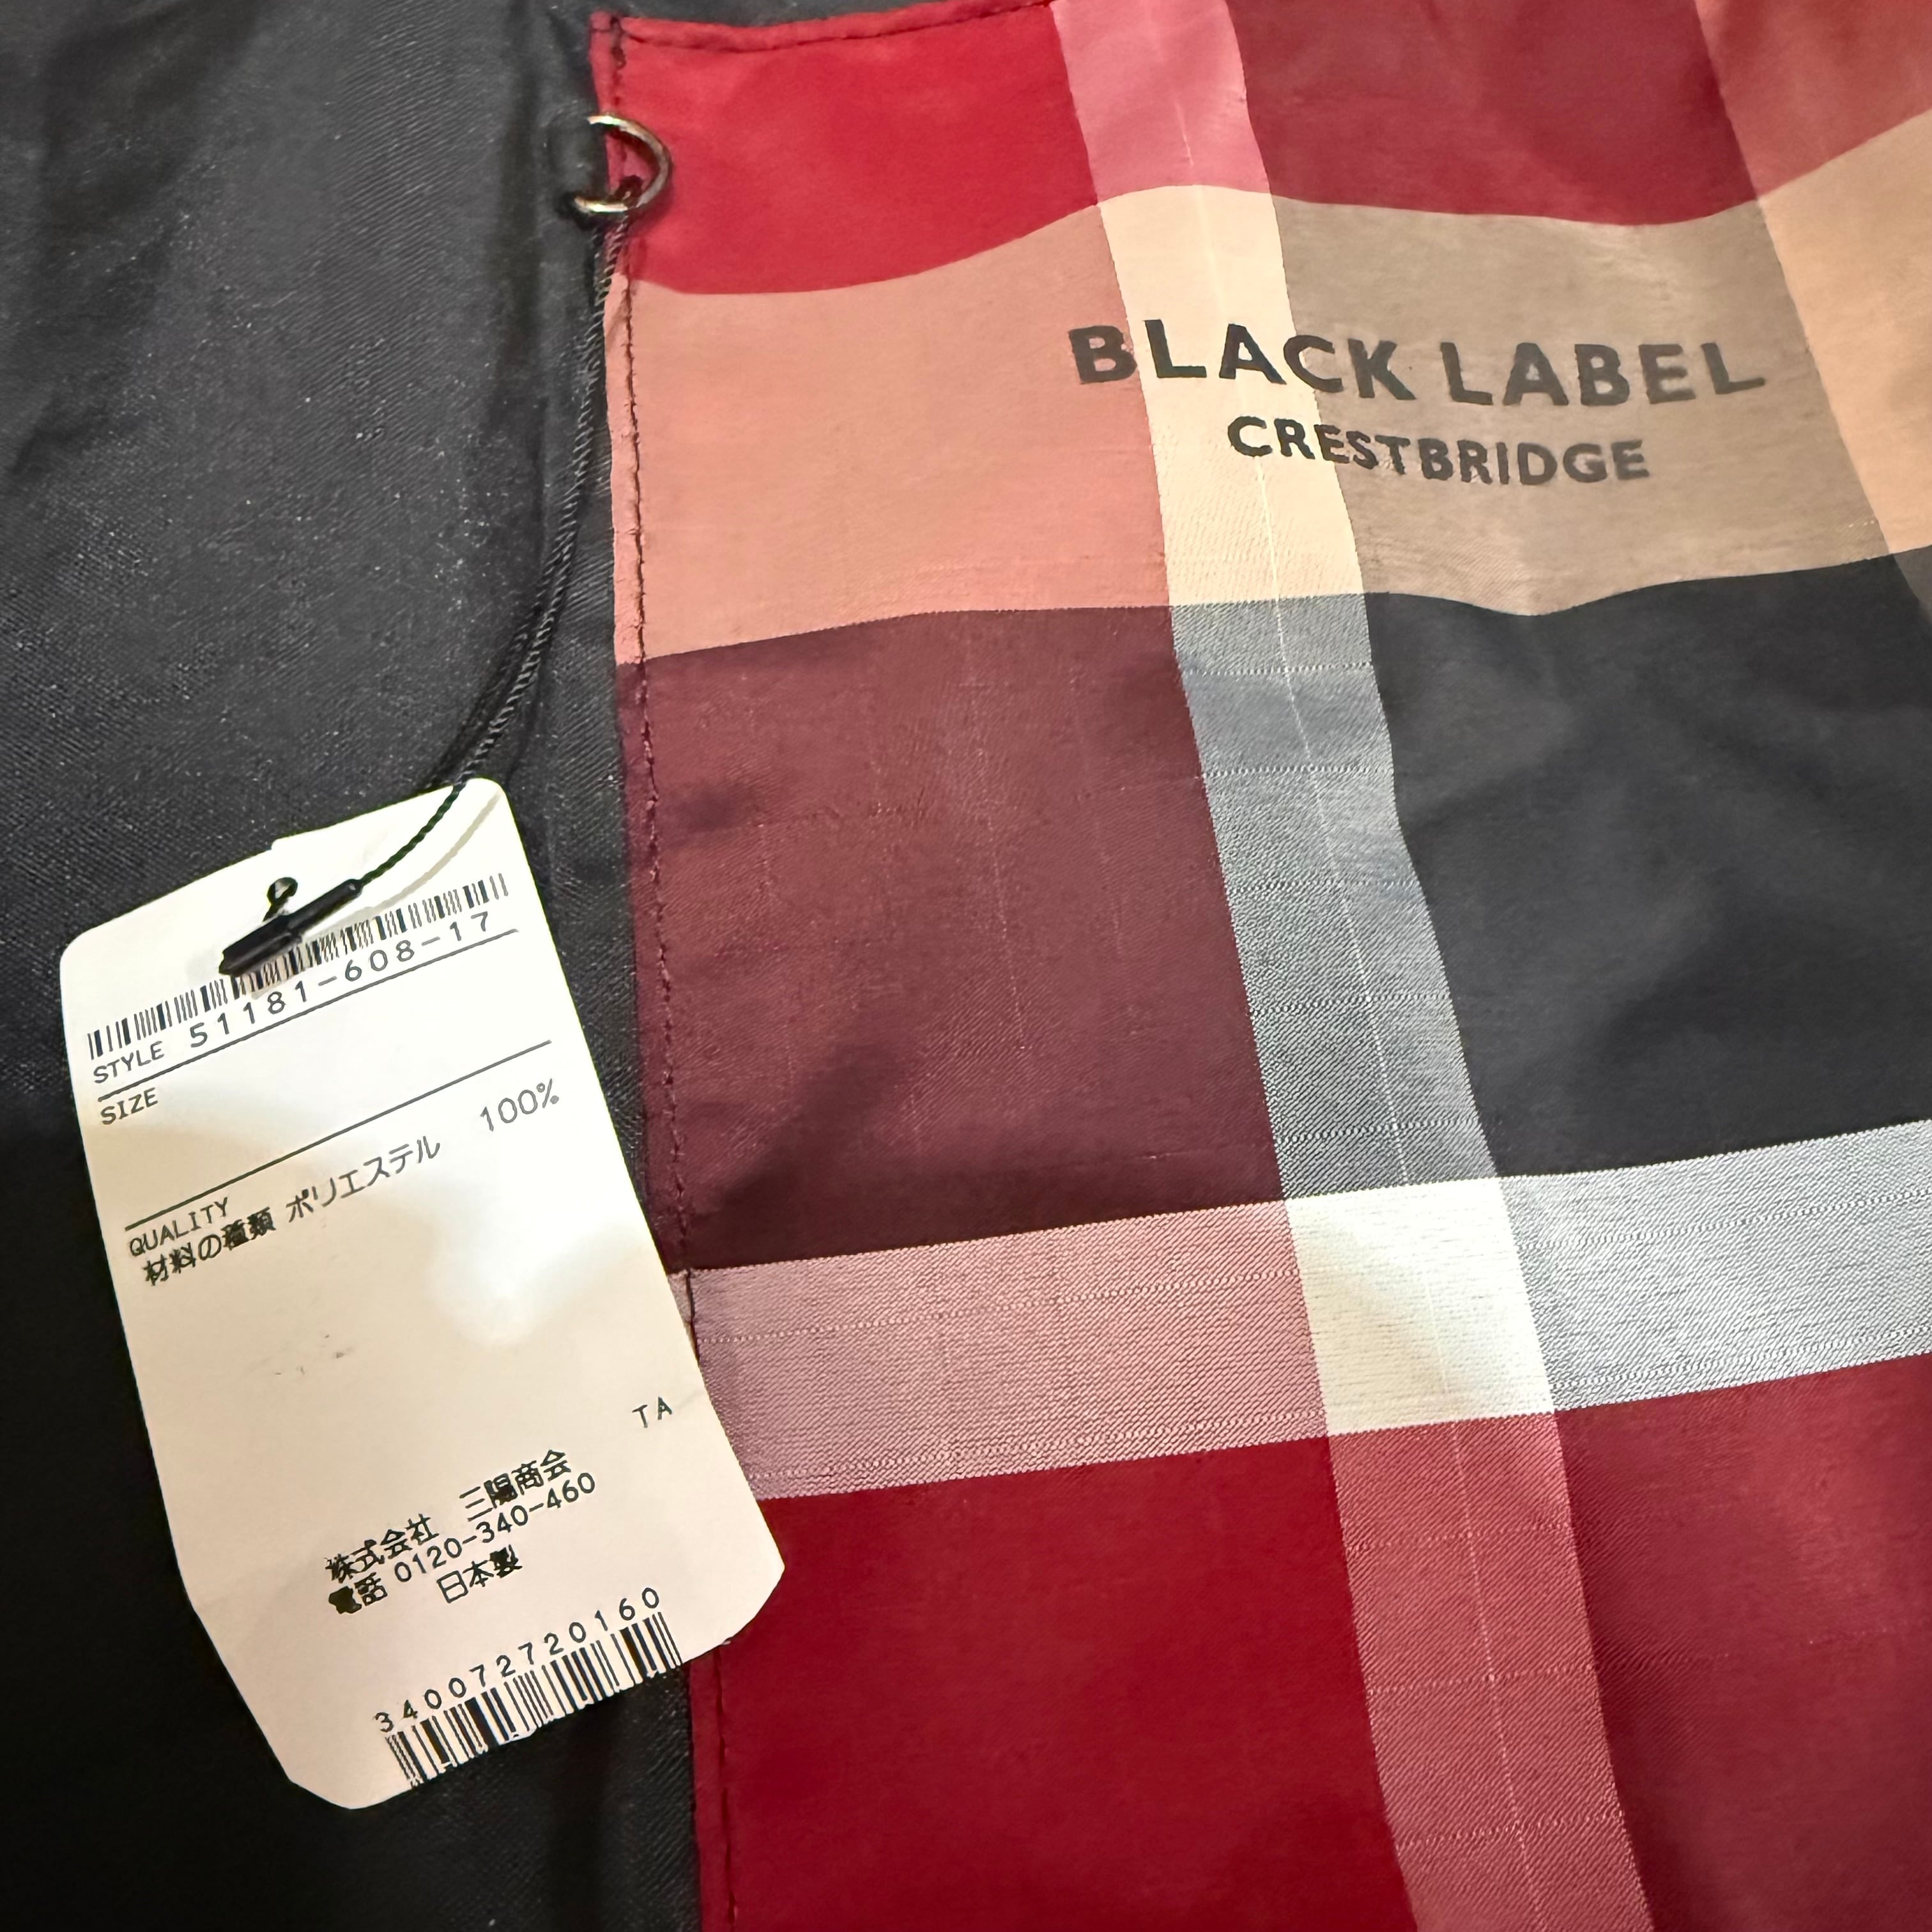 BLACK LABEL
CRESTBRIDGE
STYLE 51181-608-17
SIZE
QUALITY
材料の種類 ポリエステル 100%
TA
株式会社 三陽商会
電話 0120-340-460
日本製
34007272016​0